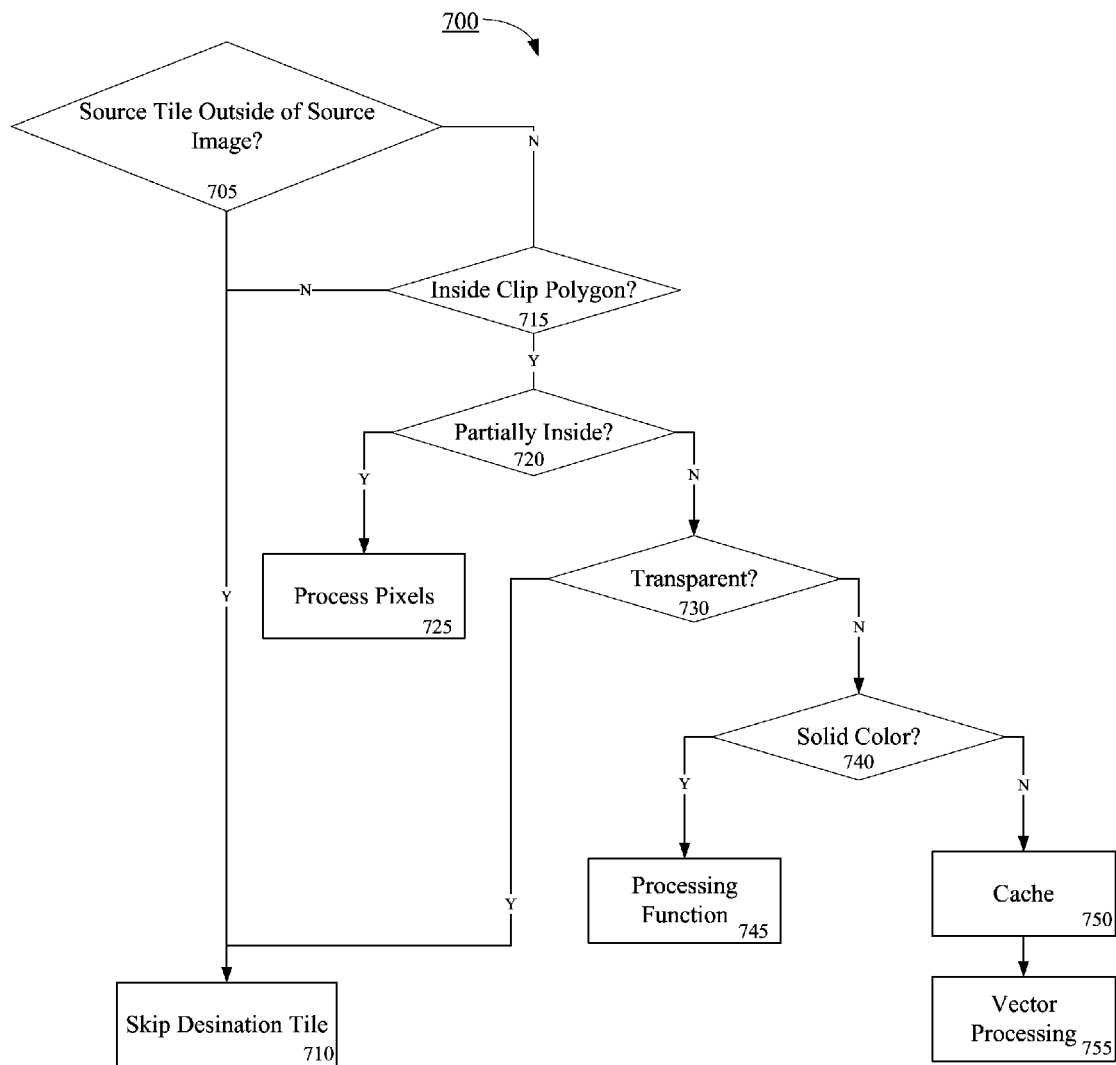 700
Source Tile Outside of Source
Image?
705
N
Inside Clip Polygon?
715
N
Y
Partially Inside?
720
Y
N
Process Pixels
725
Transparent?
730
Y
N
Solid Color?
740
Y
N
Processing
Function
745
Cache
750
Y
Skip Desination Tile
710
Vector
Processing
755